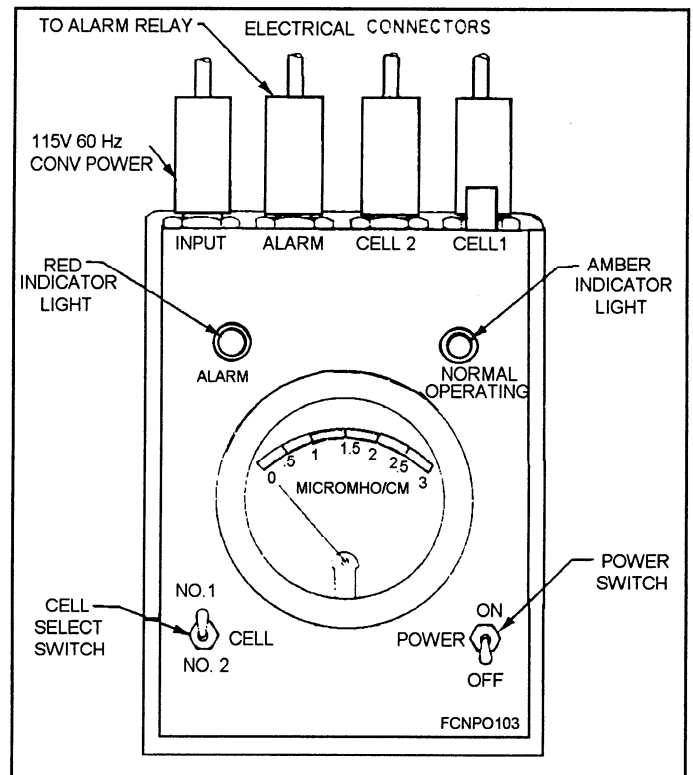 TO ALARM RELAY
ELECTRICAL CONNECTORS
115V 60 Hz
CONV POWER
INPUT
ALARM
CELL 2
CELL1
RED
INDICATOR
LIGHT
AMBER
INDICATOR
LIGHT
ALARM
NORMAL
OPERATING
0 .5 1 1.5 2 2.5 3
MICROMHO/CM
POWER
SWITCH
CELL
SELECT
SWITCH
NO.1
CELL
NO. 2
ON
POWER
OFF
FCNPO103